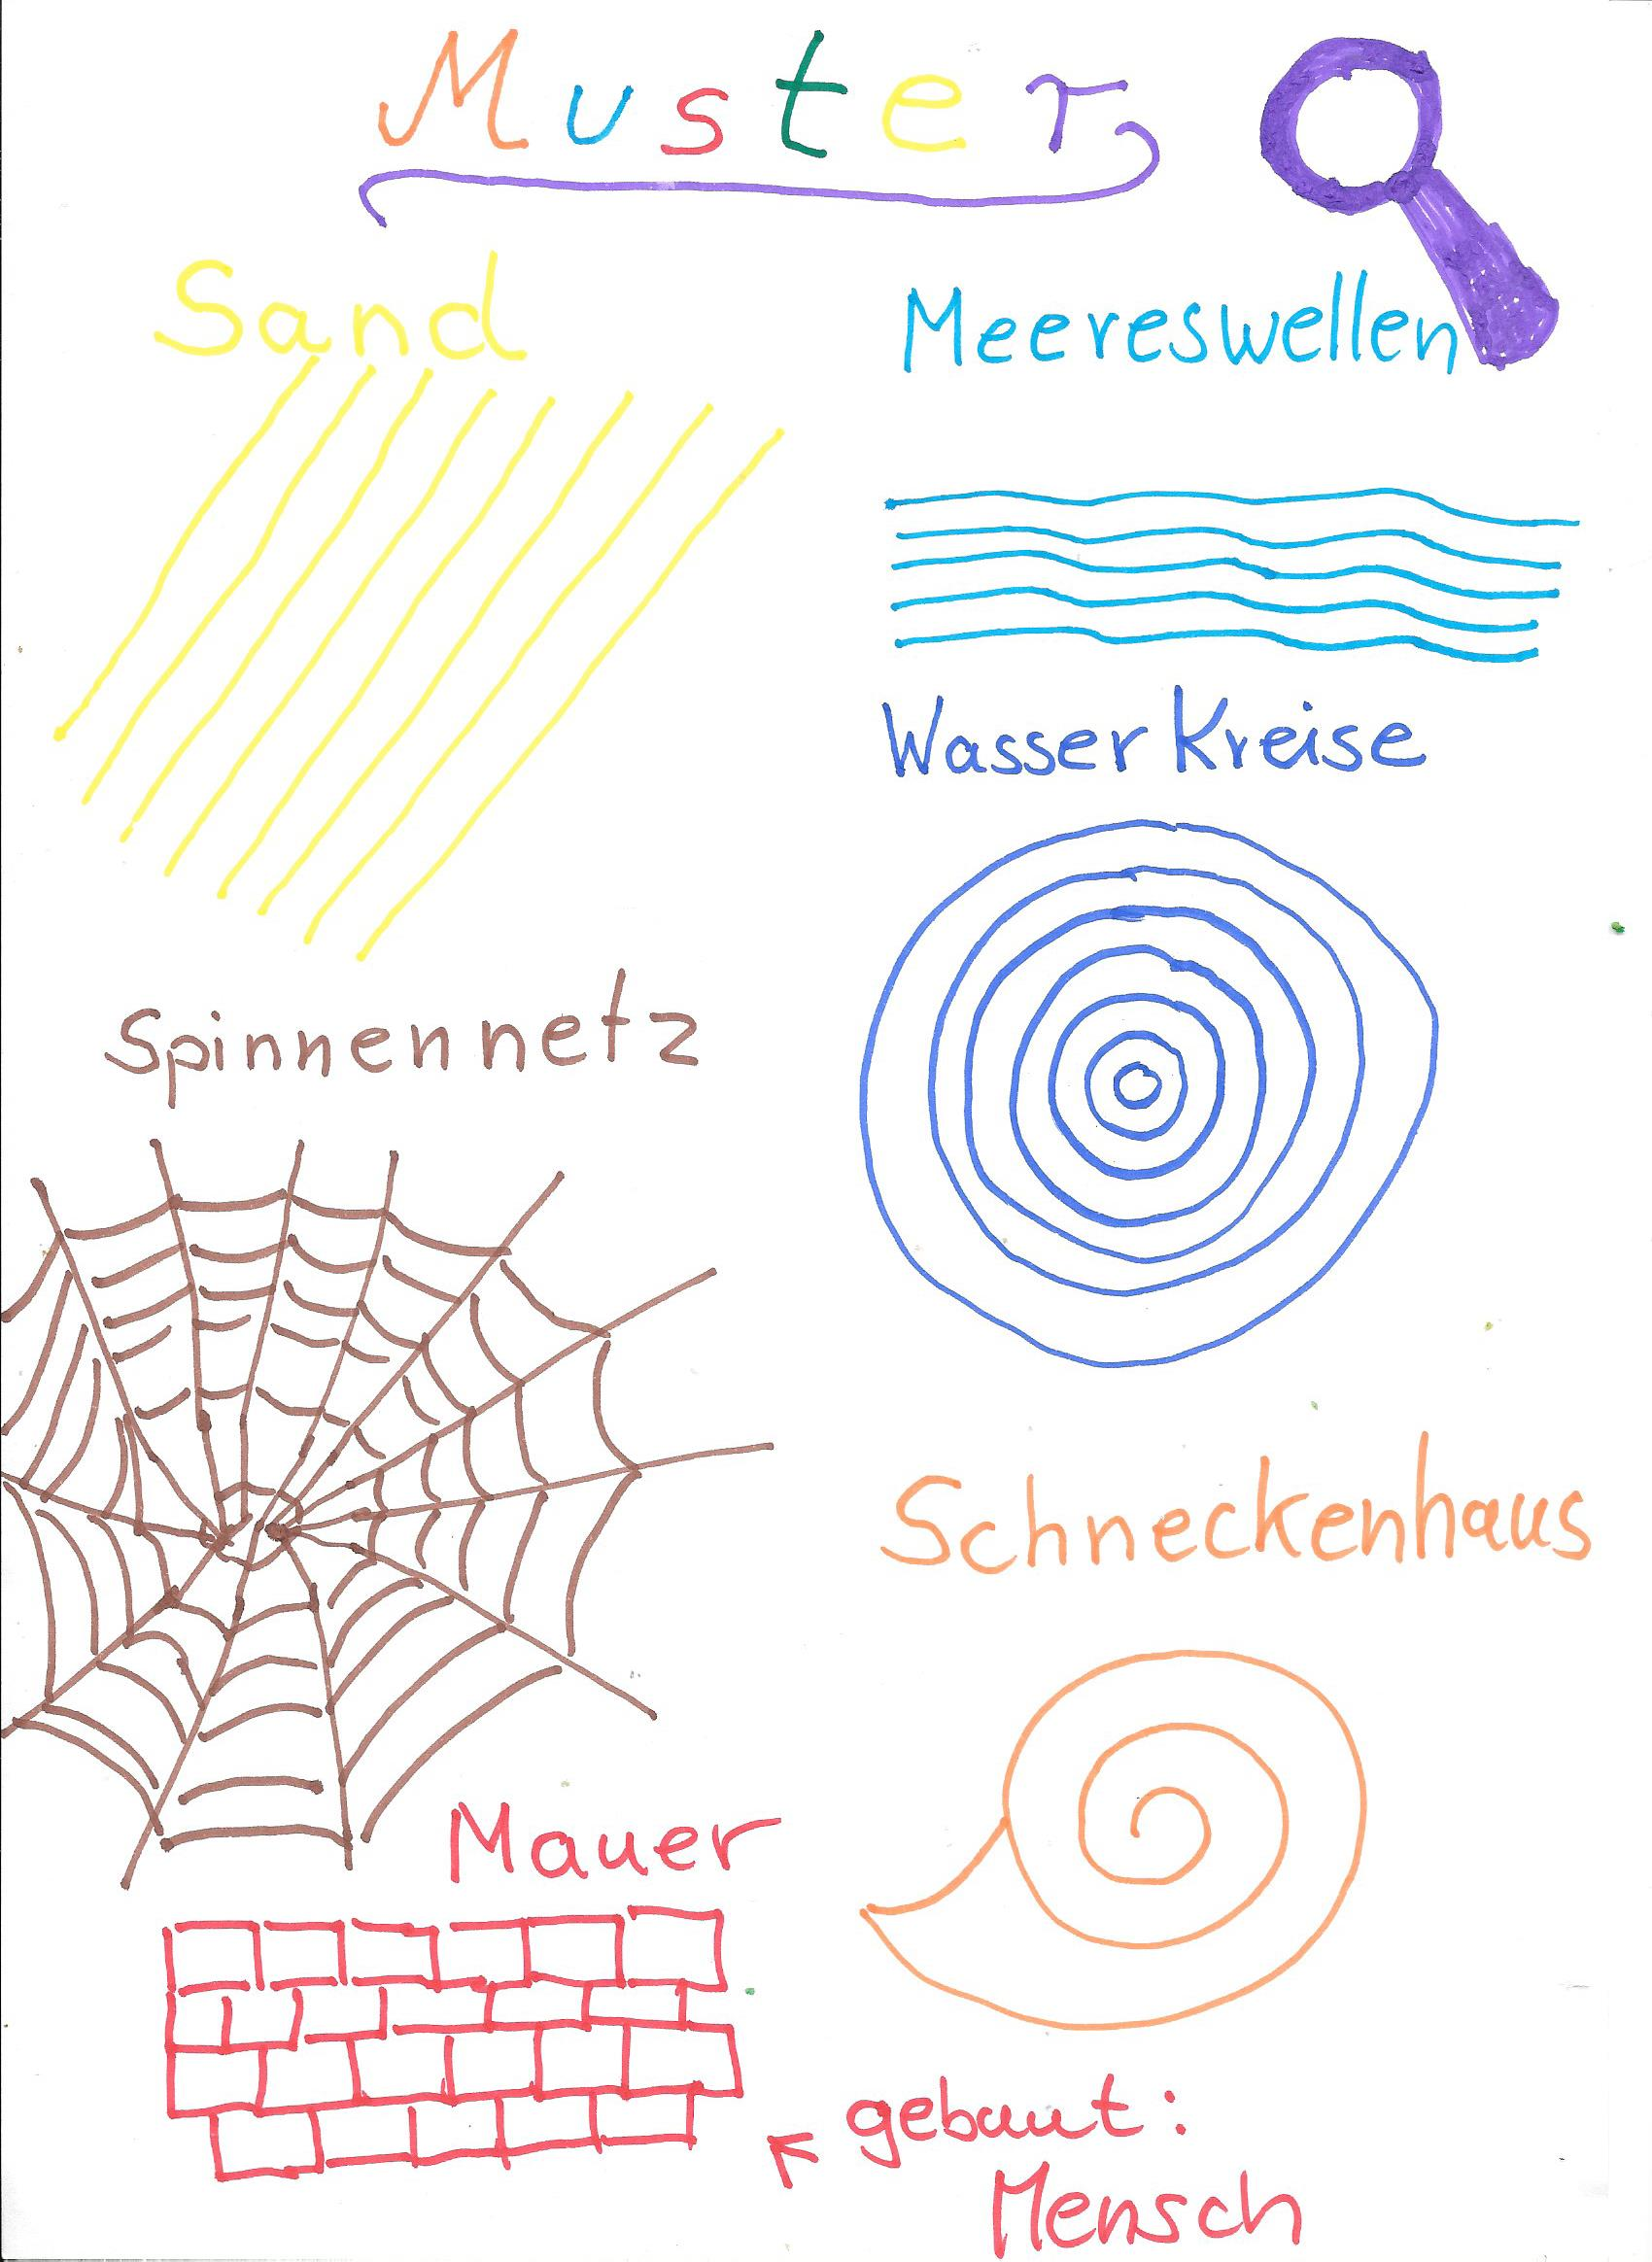 Muster
Sand
Meereswellen
Wasser Kreise
Spinnennetz
Schneckenhaus
Mauer
gebaut:
Mensch